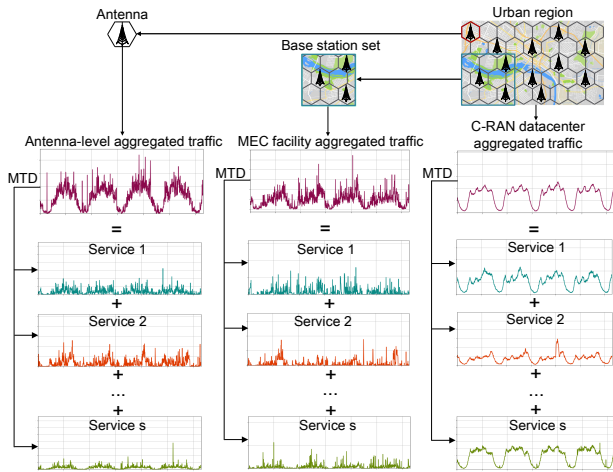 Antenna
Urban region
Base station set
Antenna-level aggregated traffic
MEC facility aggregated traffic
C-RAN datacenter
aggregated traffic
MTD
MTD
MTD
=
=
=
Service 1
Service 1
Service 1
+
+
+
Service 2
Service 2
Service 2
+
+
+
...
...
...
+
+
+
Service s
Service s
Service s